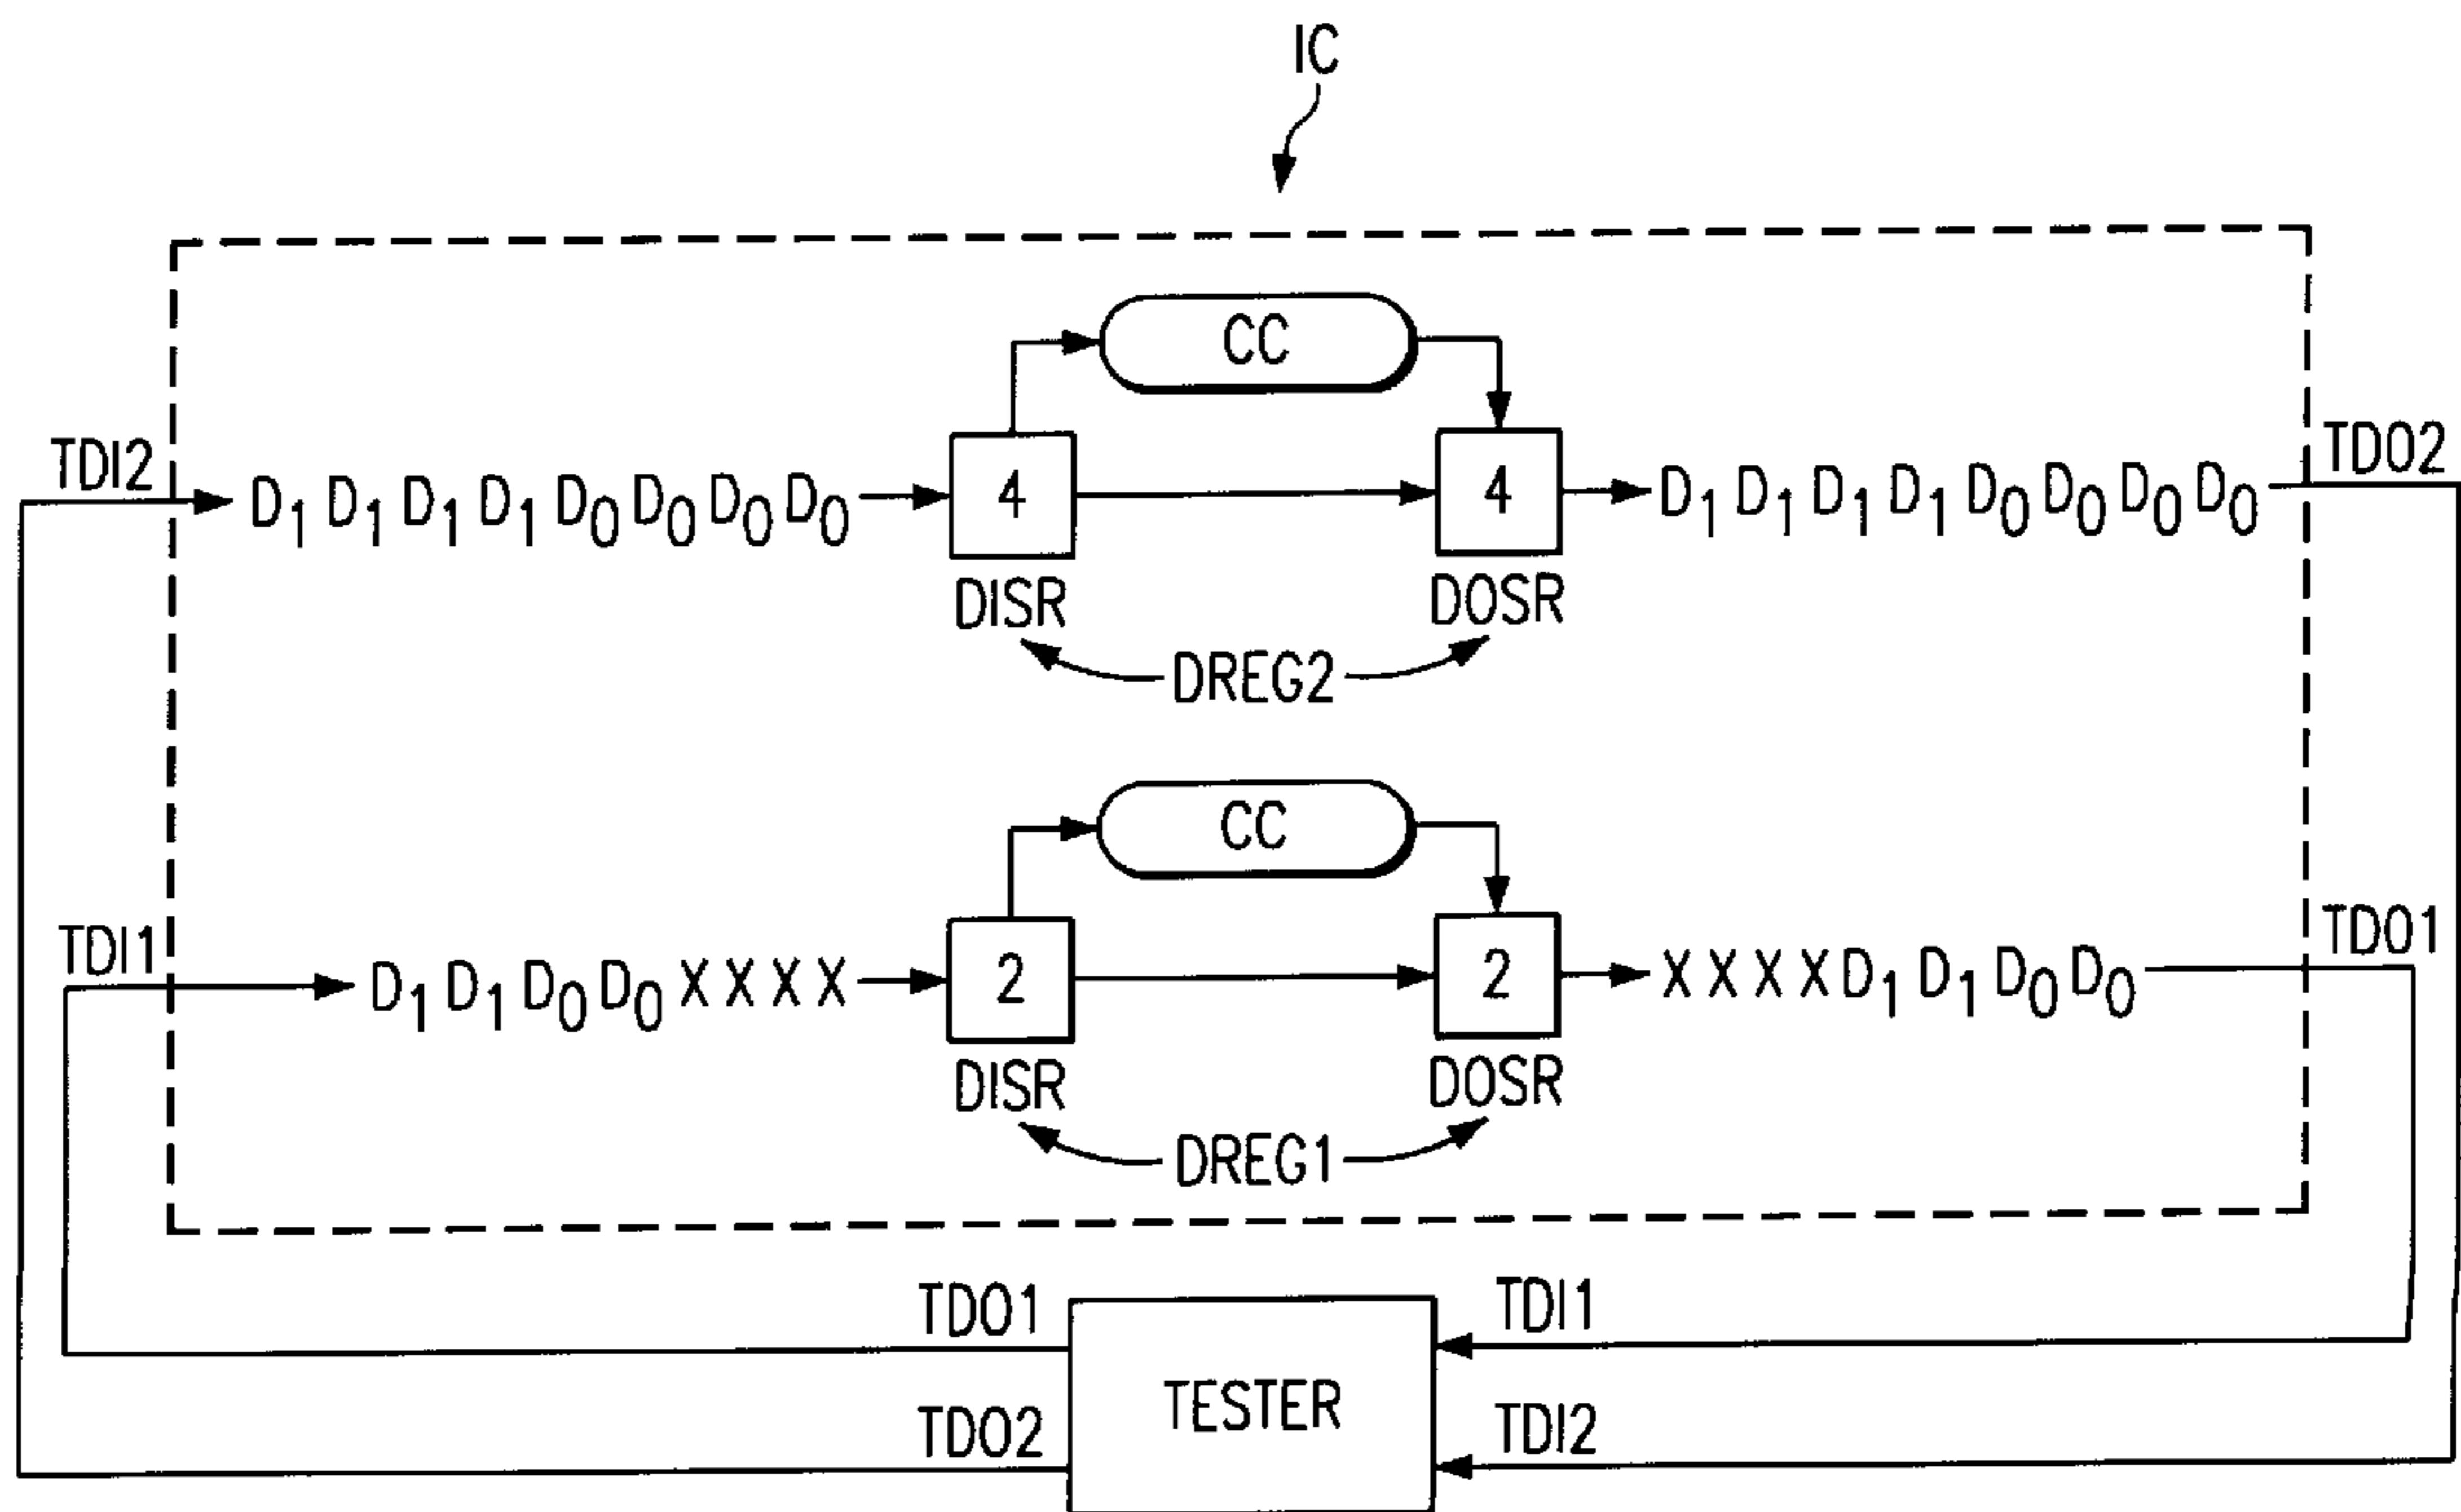 IC
CC
TDI2
TDO2
D1 D1 D1 D1 D0 D0 D0 D0
4
4
D1 D1 D1 D1 D0 D0 D0 D0
DISR
DOSR
DREG2
CC
TDI1
TDO1
D1 D1 D0 D0 X X X X
2
2
X X X X D1 D1 D0 D0
DISR
DOSR
DREG1
TDO1
TDI1
TESTER
TDO2
TDI2